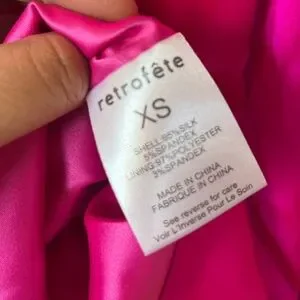 retrofête
XS
SHELL:95% SILK
5% SPANDEX
LINING:97% POLYESTER
3% SPANDEX
MADE IN CHINA
FABRIQUE IN CHINA
See reverse for care
Voir L'Inverse Pour Le Soin